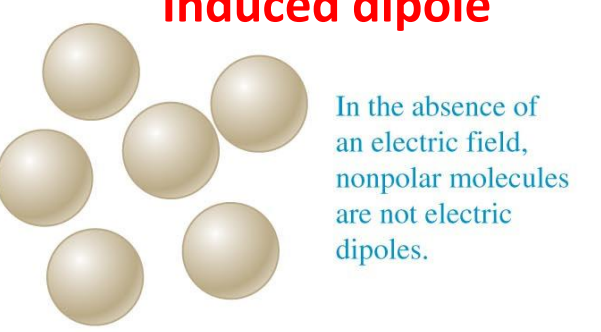 Induced dipole
In the absence of
an electric field,
nonpolar molecules
are not electric
dipoles.